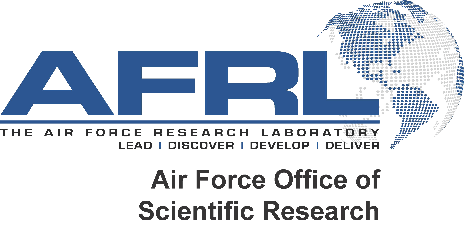 AFRL
THE AIR FORCE RESEARCH LABORATORY
LEAD | DISCOVER | DEVELOP | DELIVER
Air Force Office of
Scientific Research